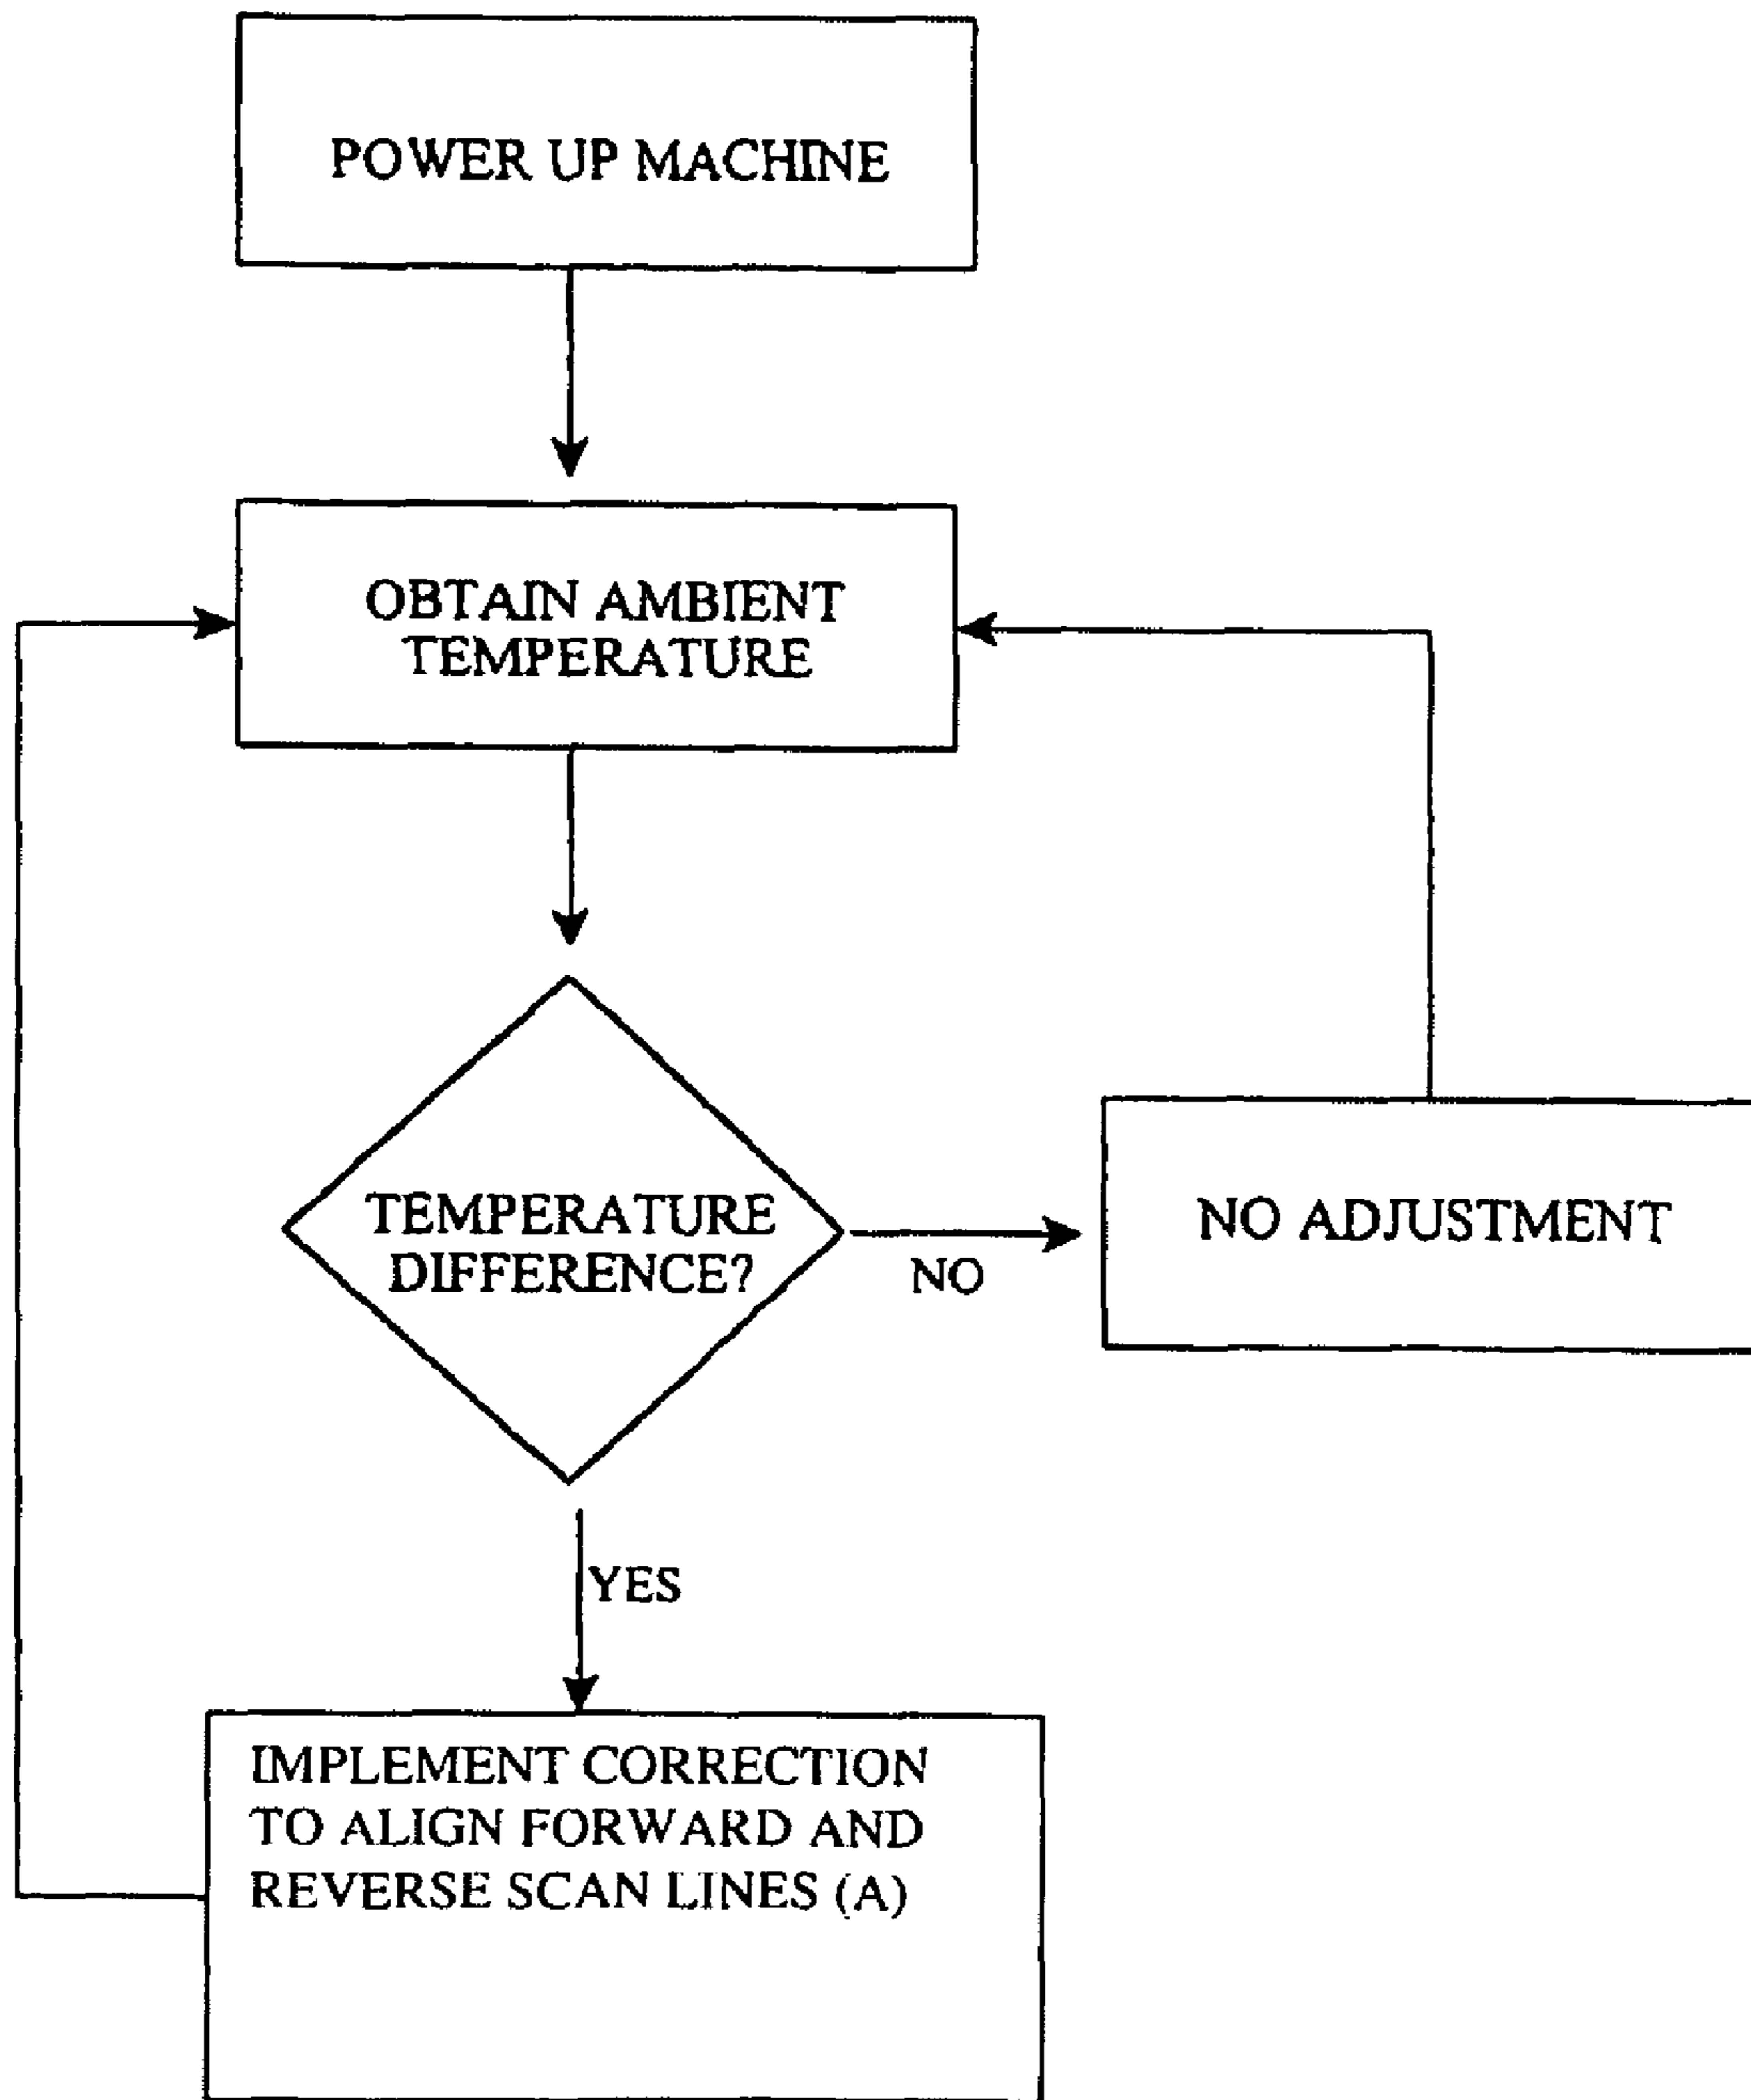 POWER UP MACHINE
OBTAIN AMBIENT
TEMPERATURE
TEMPERATURE
DIFFERENCE?
NO
NO ADJUSTMENT
YES
IMPLEMENT CORRECTION
TO ALIGN FORWARD AND
REVERSE SCAN LINES (A)